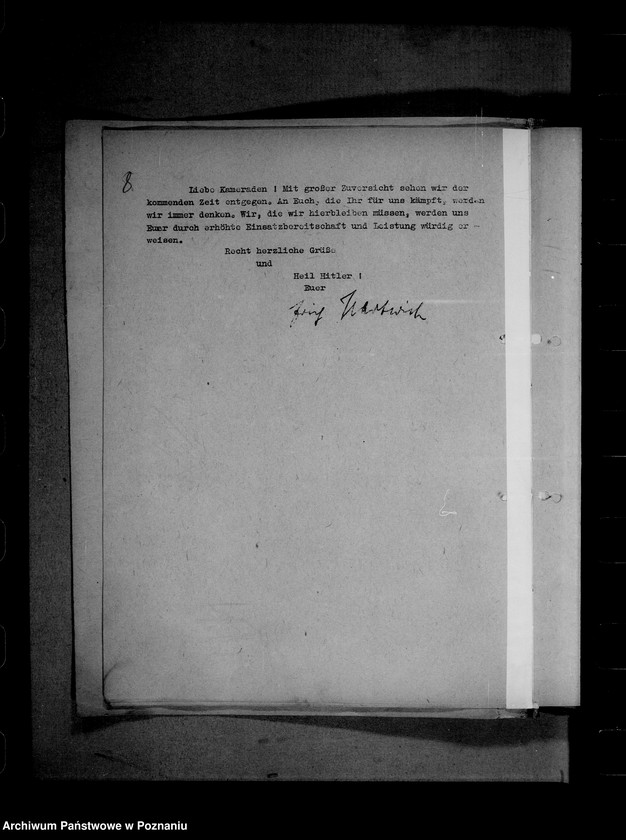 8.
Liebe Kameraden ! Mit großer Zuversicht sehen wir der
kommenden Zeit entgegen. An Euch, die Ihr für uns kämpft, werden
wir immer denken. Wir, die wir hierbleiben müssen, werden uns
Euer durch erhöhte Einsatzbereitschaft und Leistung würdig er -
weisen.
Recht herzliche Grüße
und
Heil Hitler !
Euer
Hartwich
Archiwum Państwowe w Poznaniu